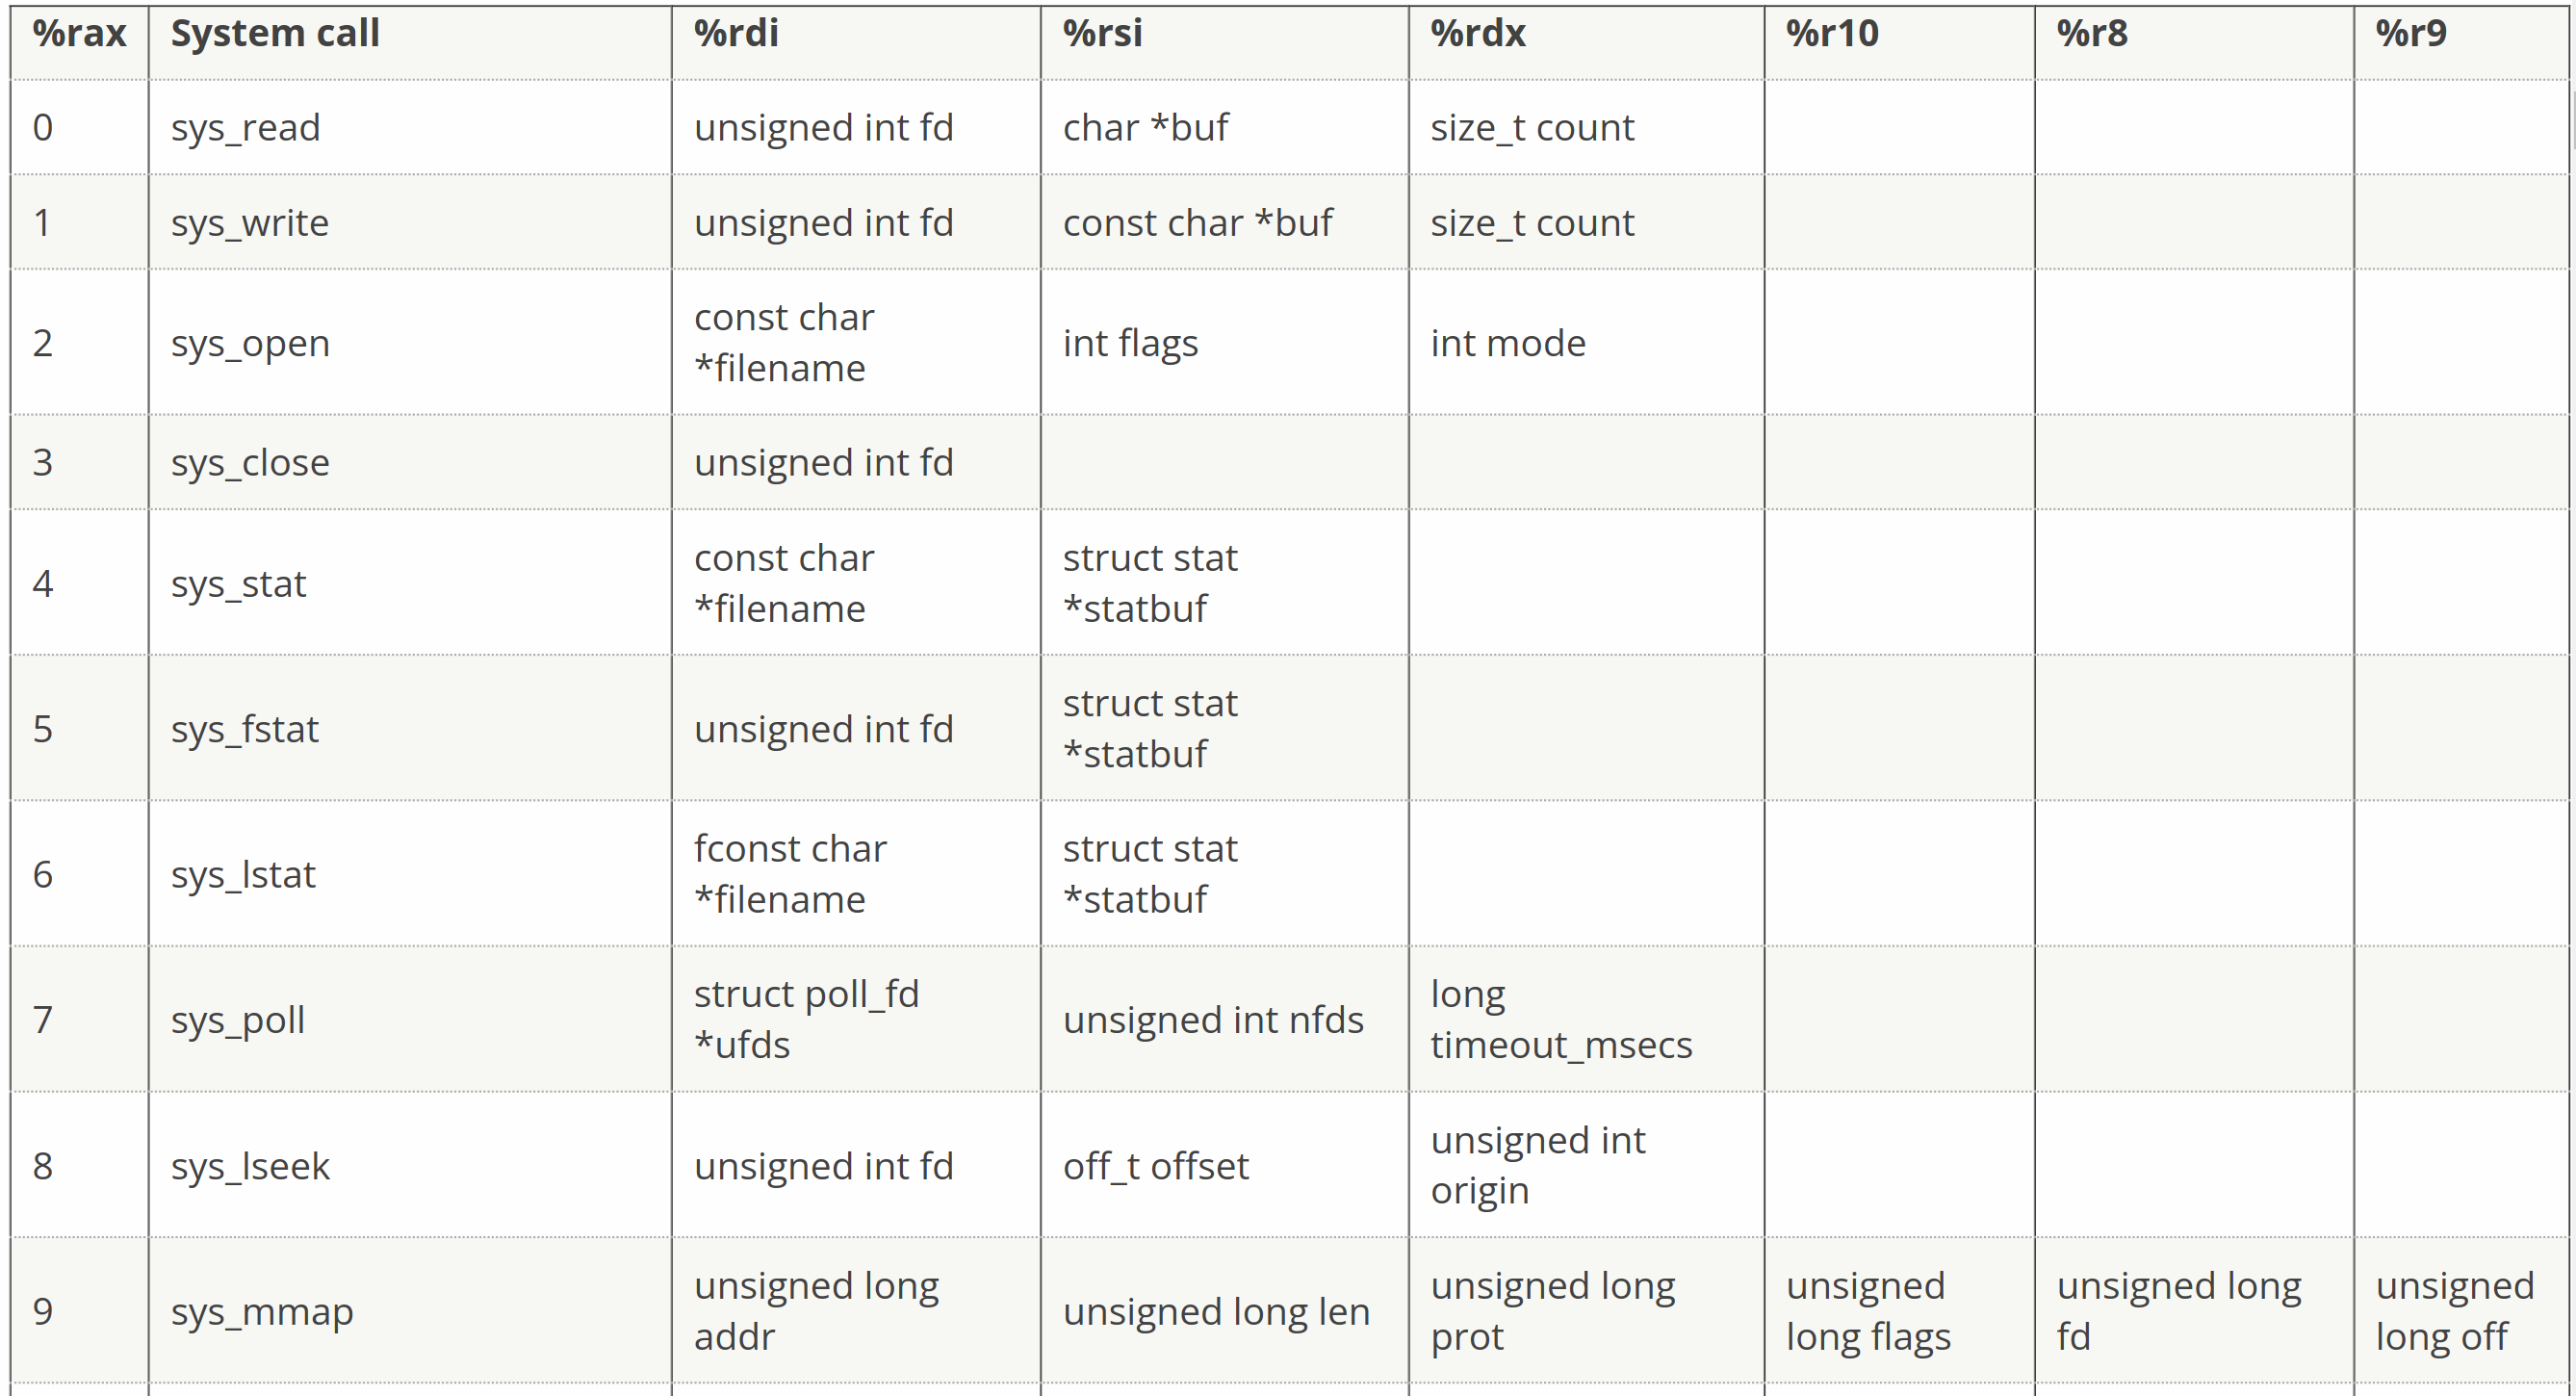 %rax System call %rdi %rsi %rdx %r10 %r8 %r9
0 sys_read unsigned int fd char *buf size_t count
1 sys_write unsigned int fd const char *buf size_t count
2 sys_open const char *filename int flags int mode
3 sys_close unsigned int fd
4 sys_stat const char *filename struct stat *statbuf
5 sys_fstat unsigned int fd struct stat *statbuf
6 sys_lstat fconst char *filename struct stat *statbuf
7 sys_poll struct poll_fd *ufds unsigned int nfds long timeout_msecs
8 sys_lseek unsigned int fd off_t offset unsigned int origin
9 sys_mmap unsigned long addr unsigned long len unsigned long prot unsigned long flags unsigned long fd unsigned long off